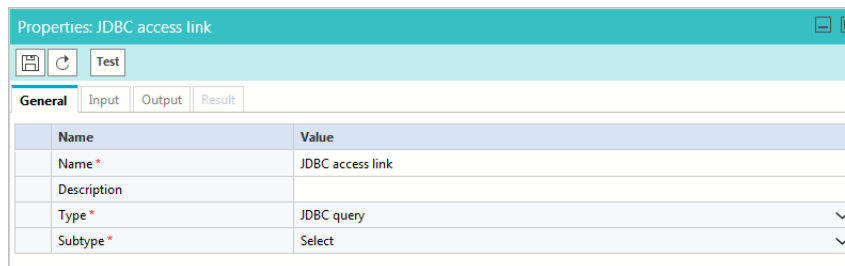 Properties: JDBC access link
Test
General Input Output Result
Name Value
Name * JDBC access link
Description
Type * JDBC query
Subtype * Select